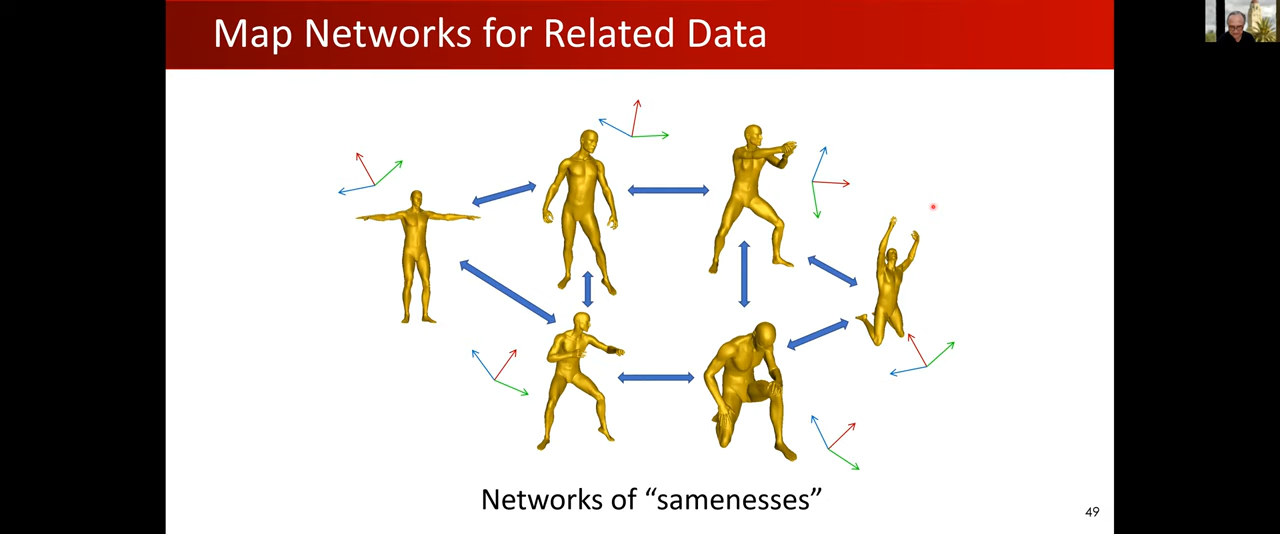 Map Networks for Related Data
Networks of “samenesses”
49